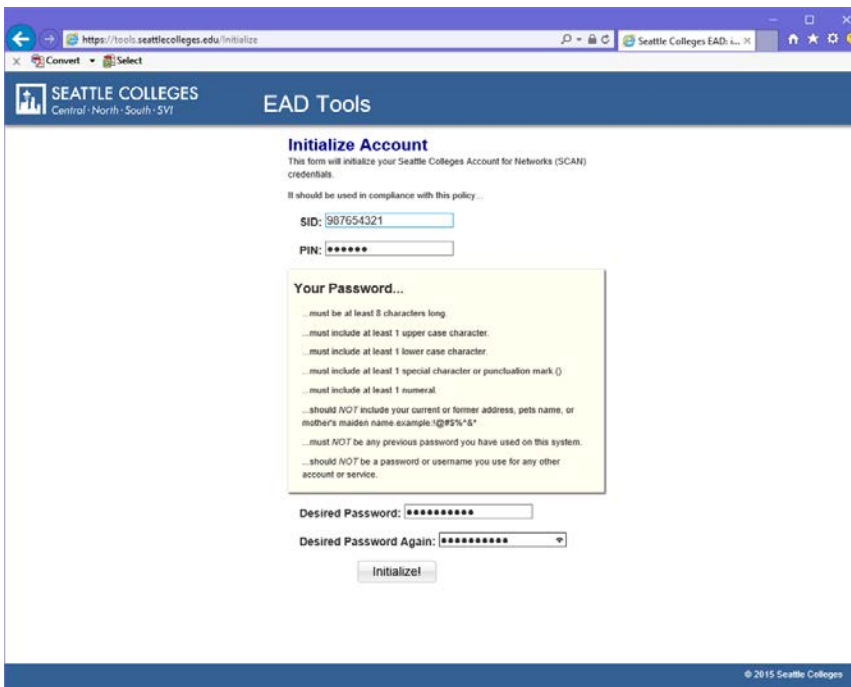 https://tools.seattlecolleges.edu/Initialize
Seattle Colleges EAD: i...
x Convert Select
SEATTLE COLLEGES
Central · North · South · SVI
EAD Tools
Initialize Account
This form will initialize your Seattle Colleges Account for Networks (SCAN)
credentials.
It should be used in compliance with this policy...
SID: 987654321
PIN: ●●●●●●
Your Password...
...must be at least 8 characters long.
...must include at least 1 upper case character.
...must include at least 1 lower case character.
...must include at least 1 special character or punctuation mark ()
...must include at least 1 numeral.
...should NOT include your current or former address, pets name, or
mother's maiden name.example:!@#$%^&*
...must NOT be any previous password you have used on this system.
...should NOT be a password or username you use for any other
account or service.
Desired Password: ●●●●●●●●●●
Desired Password Again: ●●●●●●●●●●
Initialize!
© 2015 Seattle Colleges